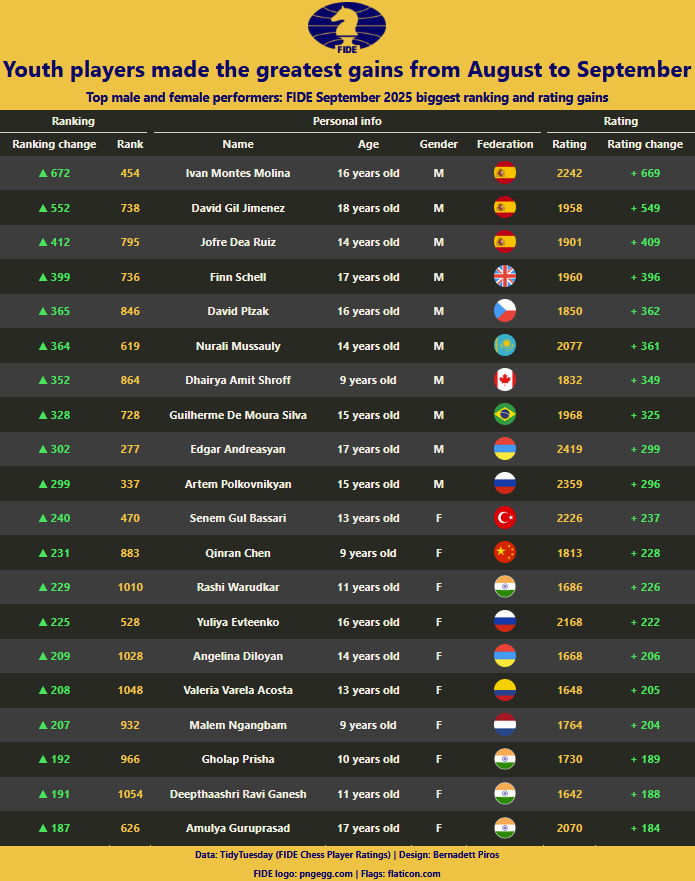 FIDE
Youth players made the greatest gains from August to September
Top male and female performers: FIDE September 2025 biggest ranking and rating gains
Ranking Personal info Rating
Ranking change Rank Name Age Gender Federation Rating Rating change
▲ 672 454 Ivan Montes Molina 16 years old M 2242 + 669
▲ 552 738 David Gil Jimenez 18 years old M 1958 + 549
▲ 412 795 Jofre Dea Ruiz 14 years old M 1901 + 409
▲ 399 736 Finn Schell 17 years old M 1960 + 396
▲ 365 846 David Plzak 16 years old M 1850 + 362
▲ 364 619 Nurali Mussauly 14 years old M 2077 + 361
▲ 352 864 Dhairya Amit Shroff 9 years old M 1832 + 349
▲ 328 728 Guilherme De Moura Silva 15 years old M 1968 + 325
▲ 302 277 Edgar Andreasyan 17 years old M 2419 + 299
▲ 299 337 Artem Polkovnikyan 15 years old M 2359 + 296
▲ 240 470 Senem Gul Bassari 13 years old F 2226 + 237
▲ 231 883 Qinran Chen 9 years old F 1813 + 228
▲ 229 1010 Rashi Warudkar 11 years old F 1686 + 226
▲ 225 528 Yuliya Evteenko 16 years old F 2168 + 222
▲ 209 1028 Angelina Diloyan 14 years old F 1668 + 206
▲ 208 1048 Valeria Varela Acosta 13 years old F 1648 + 205
▲ 207 932 Malem Ngangbam 9 years old F 1764 + 204
▲ 192 966 Gholap Prisha 10 years old F 1730 + 189
▲ 191 1054 Deepthaashri Ravi Ganesh 11 years old F 1642 + 188
▲ 187 626 Amulya Guruprasad 17 years old F 2070 + 184
Data: TidyTuesday (FIDE Chess Player Ratings) | Design: Bernadett Piros
FIDE logo: pngegg.com | Flags: flaticon.com